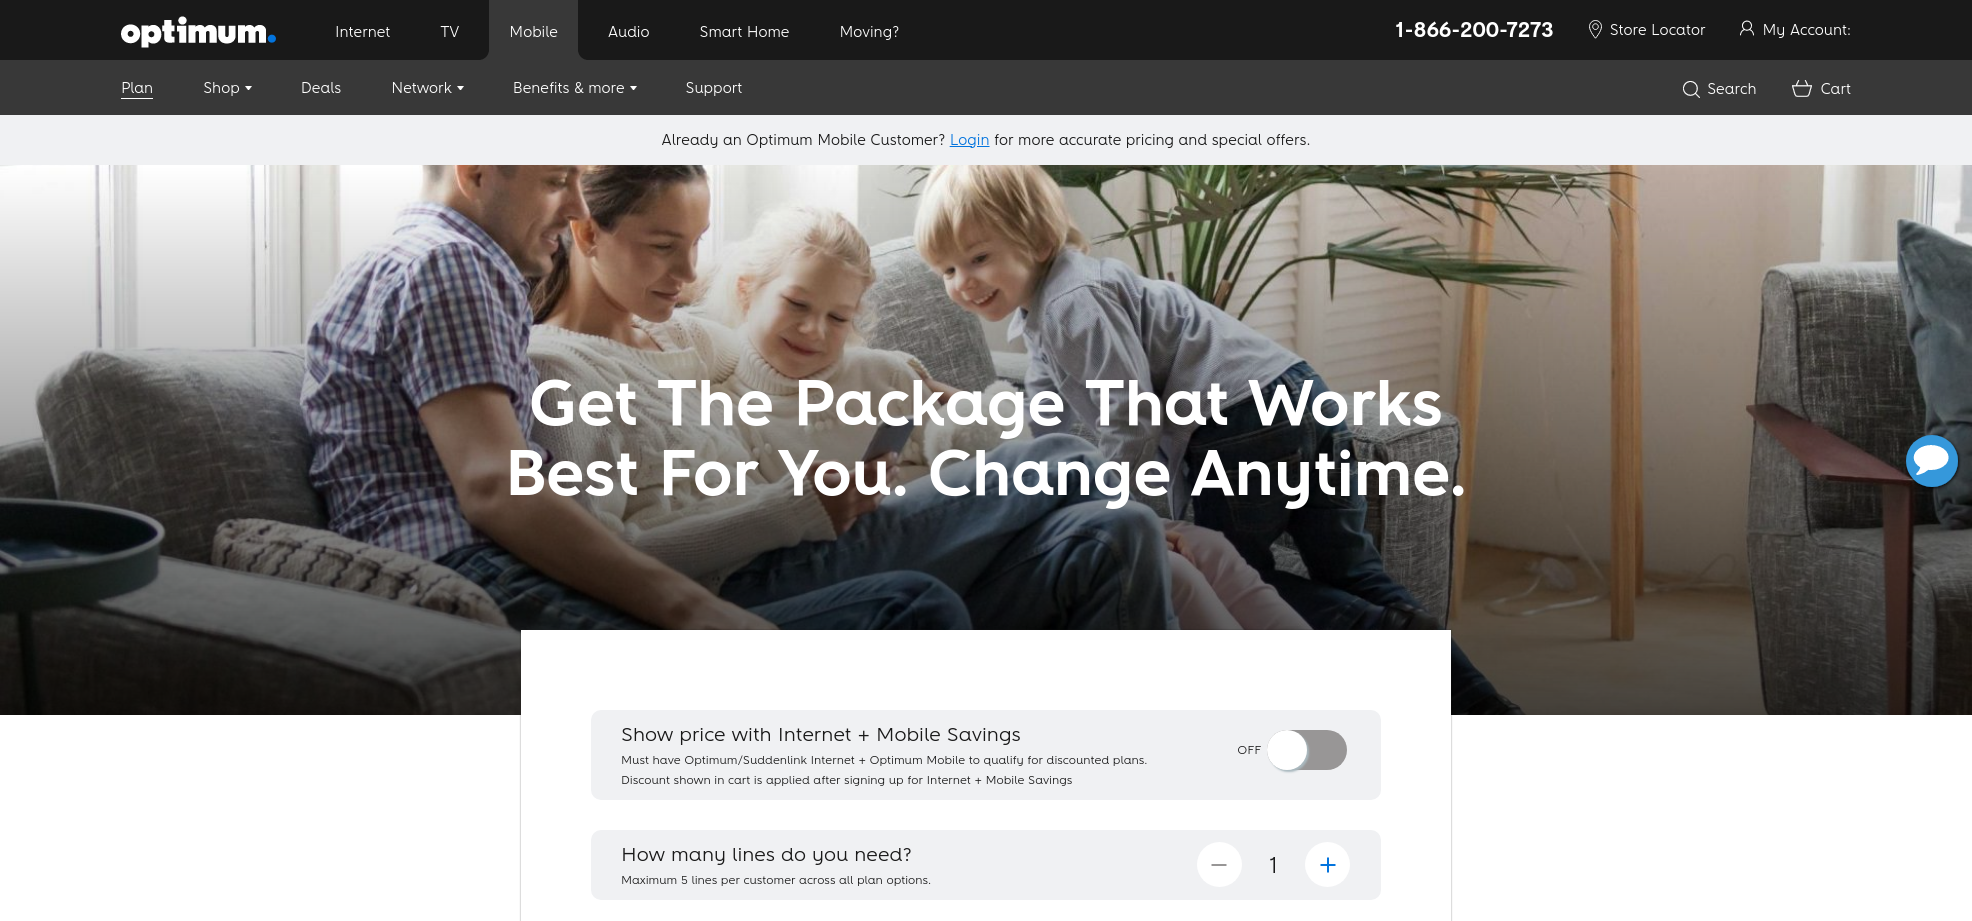 optimum.
Internet
TV
Mobile
Audio
Smart Home
Moving?
1-866-200-7273
Store Locator
My Account:
Plan
Shop
Deals
Network
Benefits & more
Support
Search
Cart
Already an Optimum Mobile Customer? Login for more accurate pricing and special offers.
Get The Package That Works
Best For You. Change Anytime.
Show price with Internet + Mobile Savings
Must have Optimum/Suddenlink Internet + Optimum Mobile to qualify for discounted plans.
Discount shown in cart is applied after signing up for Internet + Mobile Savings
OFF
How many lines do you need?
Maximum 5 lines per customer across all plan options.
1